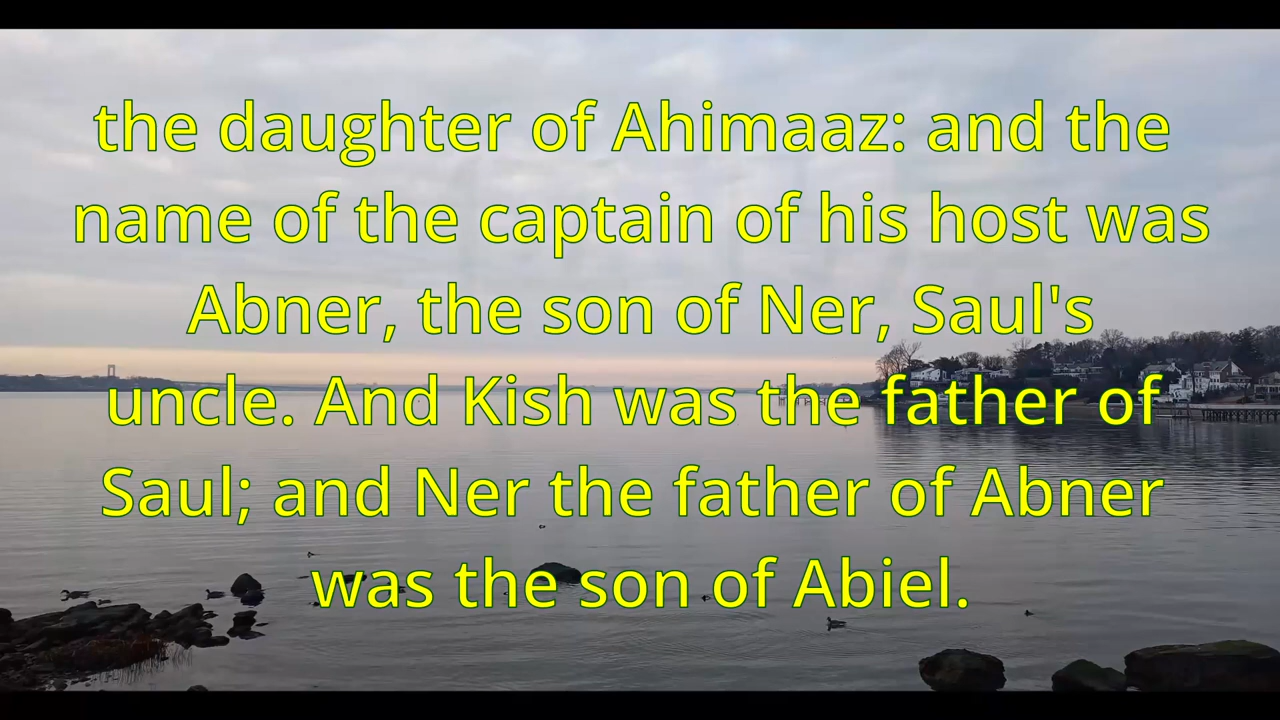 the daughter of Ahimaaz: and the
name of the captain of his host was
Abner, the son of Ner, Saul's
uncle. And Kish was the father of
Saul; and Ner the father of Abner
was the son of Abiel.